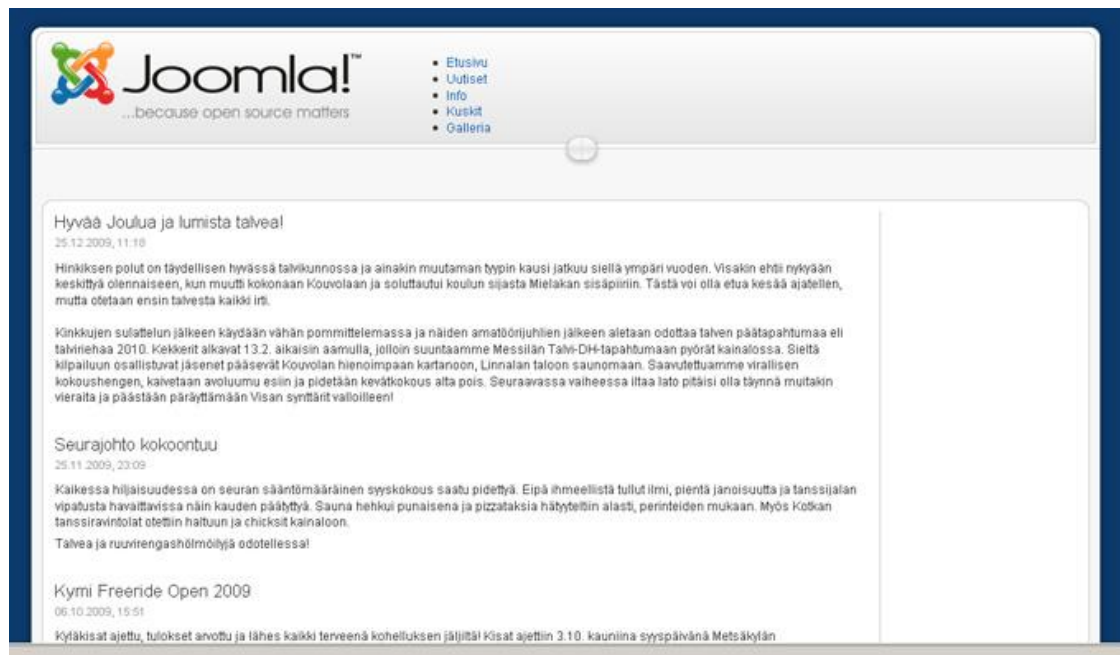 Joomla!™
...because open source matters
Etusivu
Uutiset
Info
Kuskit
Galleria
Hyvää Joulua ja lumista talvea!
25.12.2009, 11:18
Hinkiksen polut on täydellisen hyvässä talvikunnossa ja ainakin muutaman tyypin kausi jatkuu siellä ympäri vuoden. Visakin ehtii nykyään
keskittyä olennaiseen, kun muutti kokonaan Kouvolaan ja soluttautui koulun sijasta Mielakan sisäpiiriin. Tästä voi olla etua kesää ajatellen,
mutta otetaan ensin talvesta kaikki irti.
Kinkkujen sulattelun jälkeen käydään vähän pommittelemassa ja näiden amatöörijuhlien jälkeen aletaan odottaa talven päätapahtumaa eli
talviriehaa 2010. Kekkerit alkavat 13.2. aikaisin aamulla, jolloin suuntaamme Messilän Talvi-DH-tapahtumaan pyörät kainalossa. Sieltä
kilpailuun osallistuvat jäsenet pääsevät Kouvolan hienoimpaan kartanoon, Linnalan taloon saunomaan. Saavutettuamme virallisen
kokoushengen, kaivetaan avoluumu esiin ja pidetään kevätkokous alta pois. Seuraavassa vaiheessa iltaa lato pitäisi olla täynnä muitakin
vieraita ja päästään päräyttämään Visan synttärit valloilleen!
Seurajohto kokoontuu
25.11.2009, 23:09
Kaikessa hiljaisuudessa on seuran sääntömääräinen syyskokous saatu pidettyä. Eipä ihmeellistä tullut ilmi, pientä janoisuutta ja tanssijalan
vipatusta havaittavissa näin kauden päätyttyä. Sauna hehkui punaisena ja pizzataksia hätyyteltiin alasti, perinteiden mukaan. Myös Kotkan
tanssiravintolat otettiin haltuun ja chicksit kainaloon.
Talvea ja ruuvirengashölmöilyjä odotellessa!
Kymi Freeride Open 2009
06.10.2009, 15:51
Kyläkisat ajettu, tulokset arvottu ja lähes kaikki terveenä kohelluksen jäljiltä! Kisat ajettiin 3.10. kauniina syyspäivänä Metsäkylän